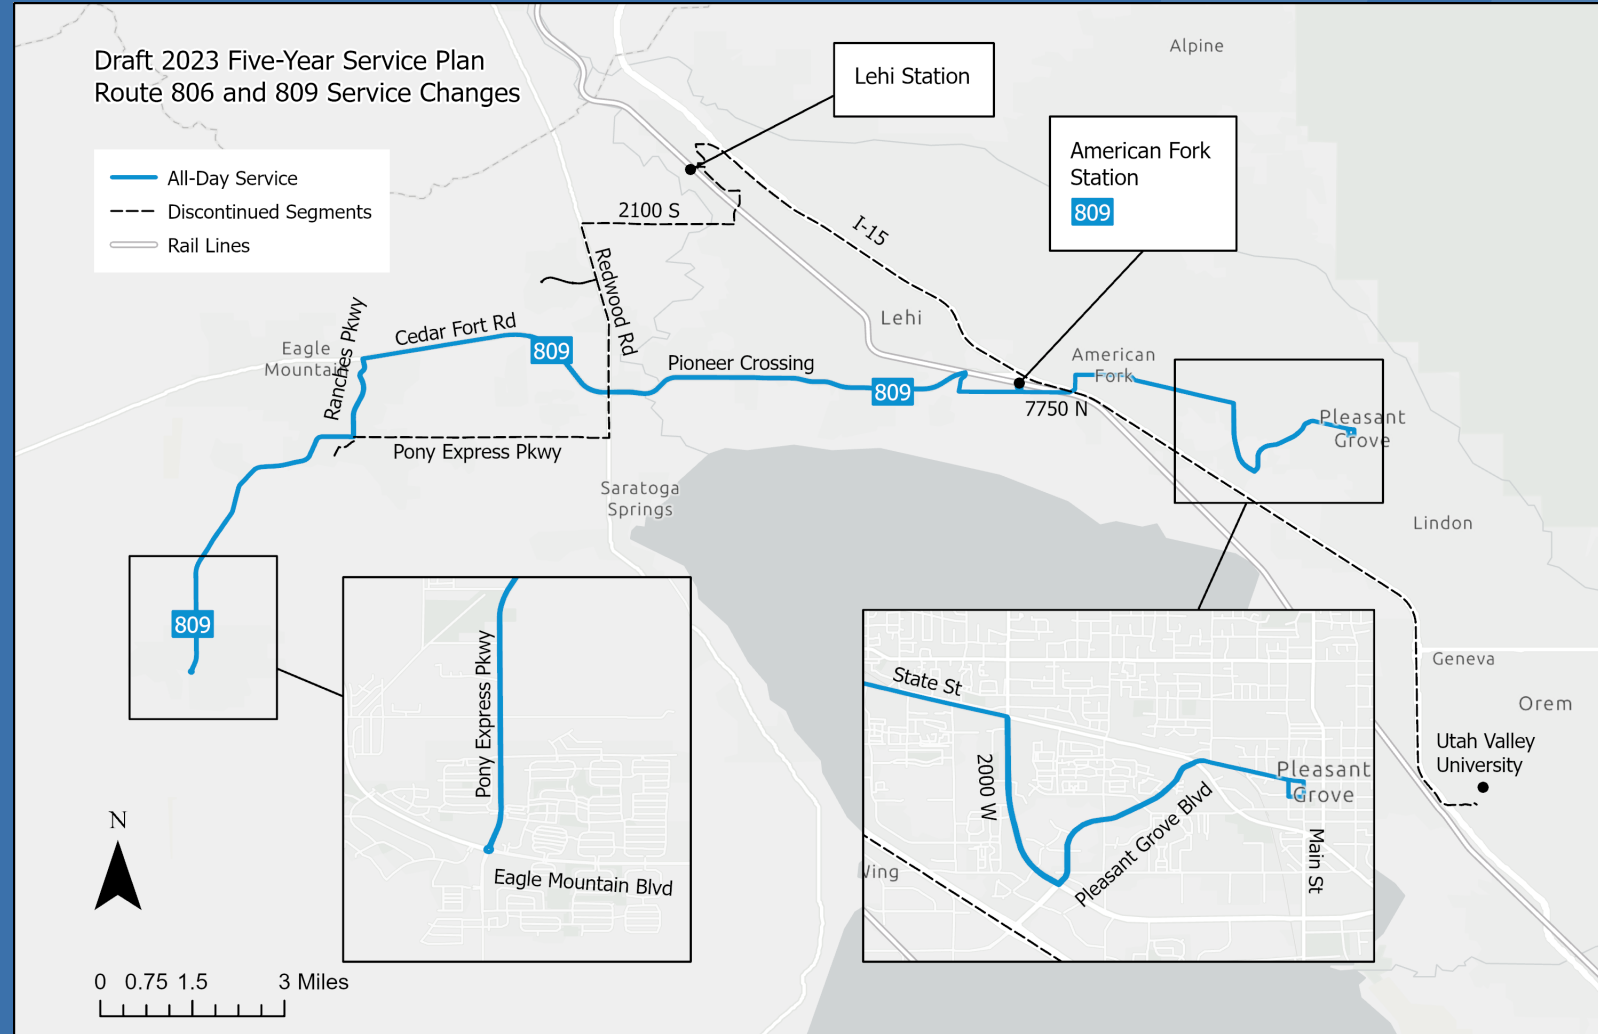 Draft 2023 Five-Year Service Plan
Route 806 and 809 Service Changes
All-Day Service
Discontinued Segments
Rail Lines
Lehi Station
American Fork
Station
809
Alpine
2100 S
I-15
Redwood Rd
Lehi
Ranches Pkwy
Cedar Fort Rd
809
Eagle
Mountain
Pioneer Crossing
809
American
Fork
7750 N
Pleasant
Grove
Pony Express Pkwy
Saratoga
Springs
Lindon
809
Pony Express Pkwy
Eagle Mountain Blvd
State St
2000 W
Pleasant Grove Blvd
Pleasant
Grove
Main St
Geneva
Orem
Utah Valley
University
N
0 0.75 1.5 3 Miles